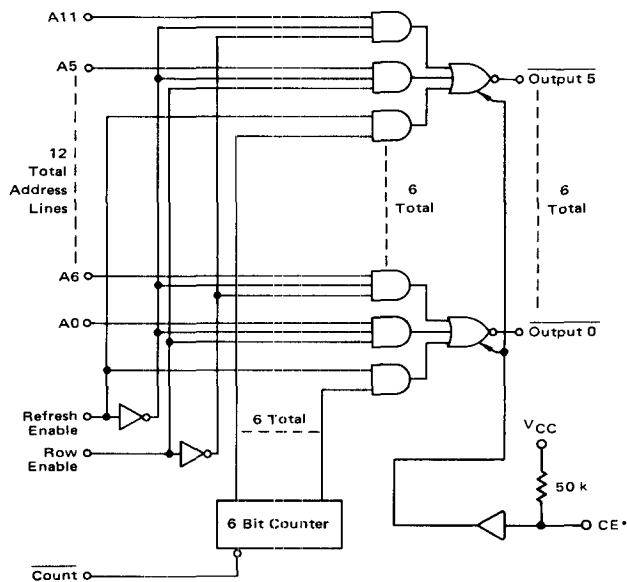 A11
A5
Output 5
12
Total
Address
Lines
6
Total
6
Total
A6
A0
Output 0
Refresh
Enable
6 Total
Row
Enable
VCC
50 k
6 Bit Counter
CE*
Count